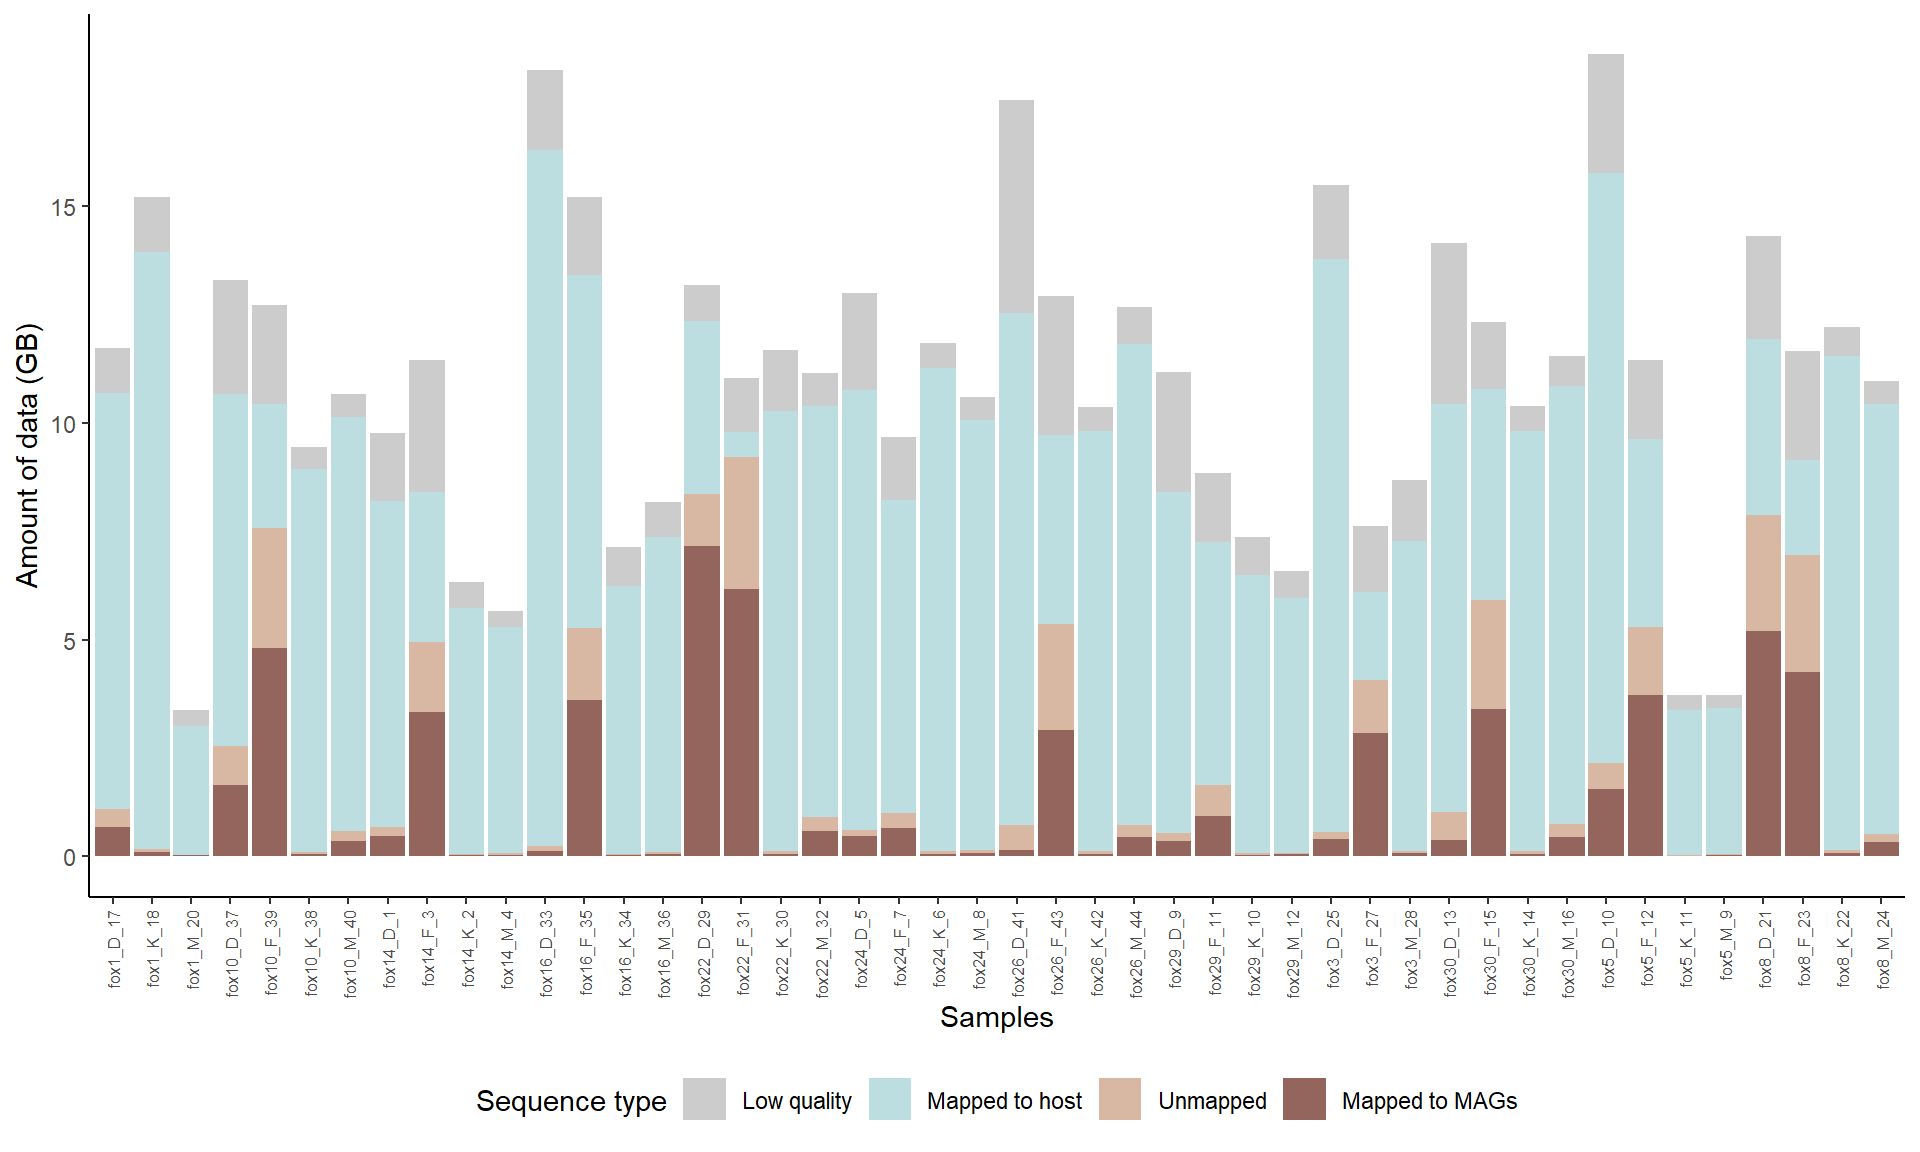 Amount of data (GB)
15
10
5
0
fox1_D_17
fox1_K_18
fox1_M_20
fox10_D_37
fox10_F_39
fox10_K_38
fox10_M_40
fox14_D_1
fox14_F_3
fox14_K_2
fox14_M_4
fox16_D_33
fox16_F_35
fox16_K_34
fox16_M_36
fox22_D_29
fox22_F_31
fox22_K_30
fox22_M_32
fox24_D_5
fox24_F_7
fox24_K_6
fox24_M_8
fox26_D_41
fox26_F_43
fox26_K_42
fox26_M_44
fox29_D_9
fox29_F_11
fox29_K_10
fox29_M_12
fox3_D_25
fox3_F_27
fox3_M_28
fox30_D_13
fox30_F_15
fox30_K_14
fox30_M_16
fox5_D_10
fox5_F_12
fox5_K_11
fox5_M_9
fox8_D_21
fox8_F_23
fox8_K_22
fox8_M_24
Samples
Sequence type Low quality Mapped to host Unmapped Mapped to MAGs